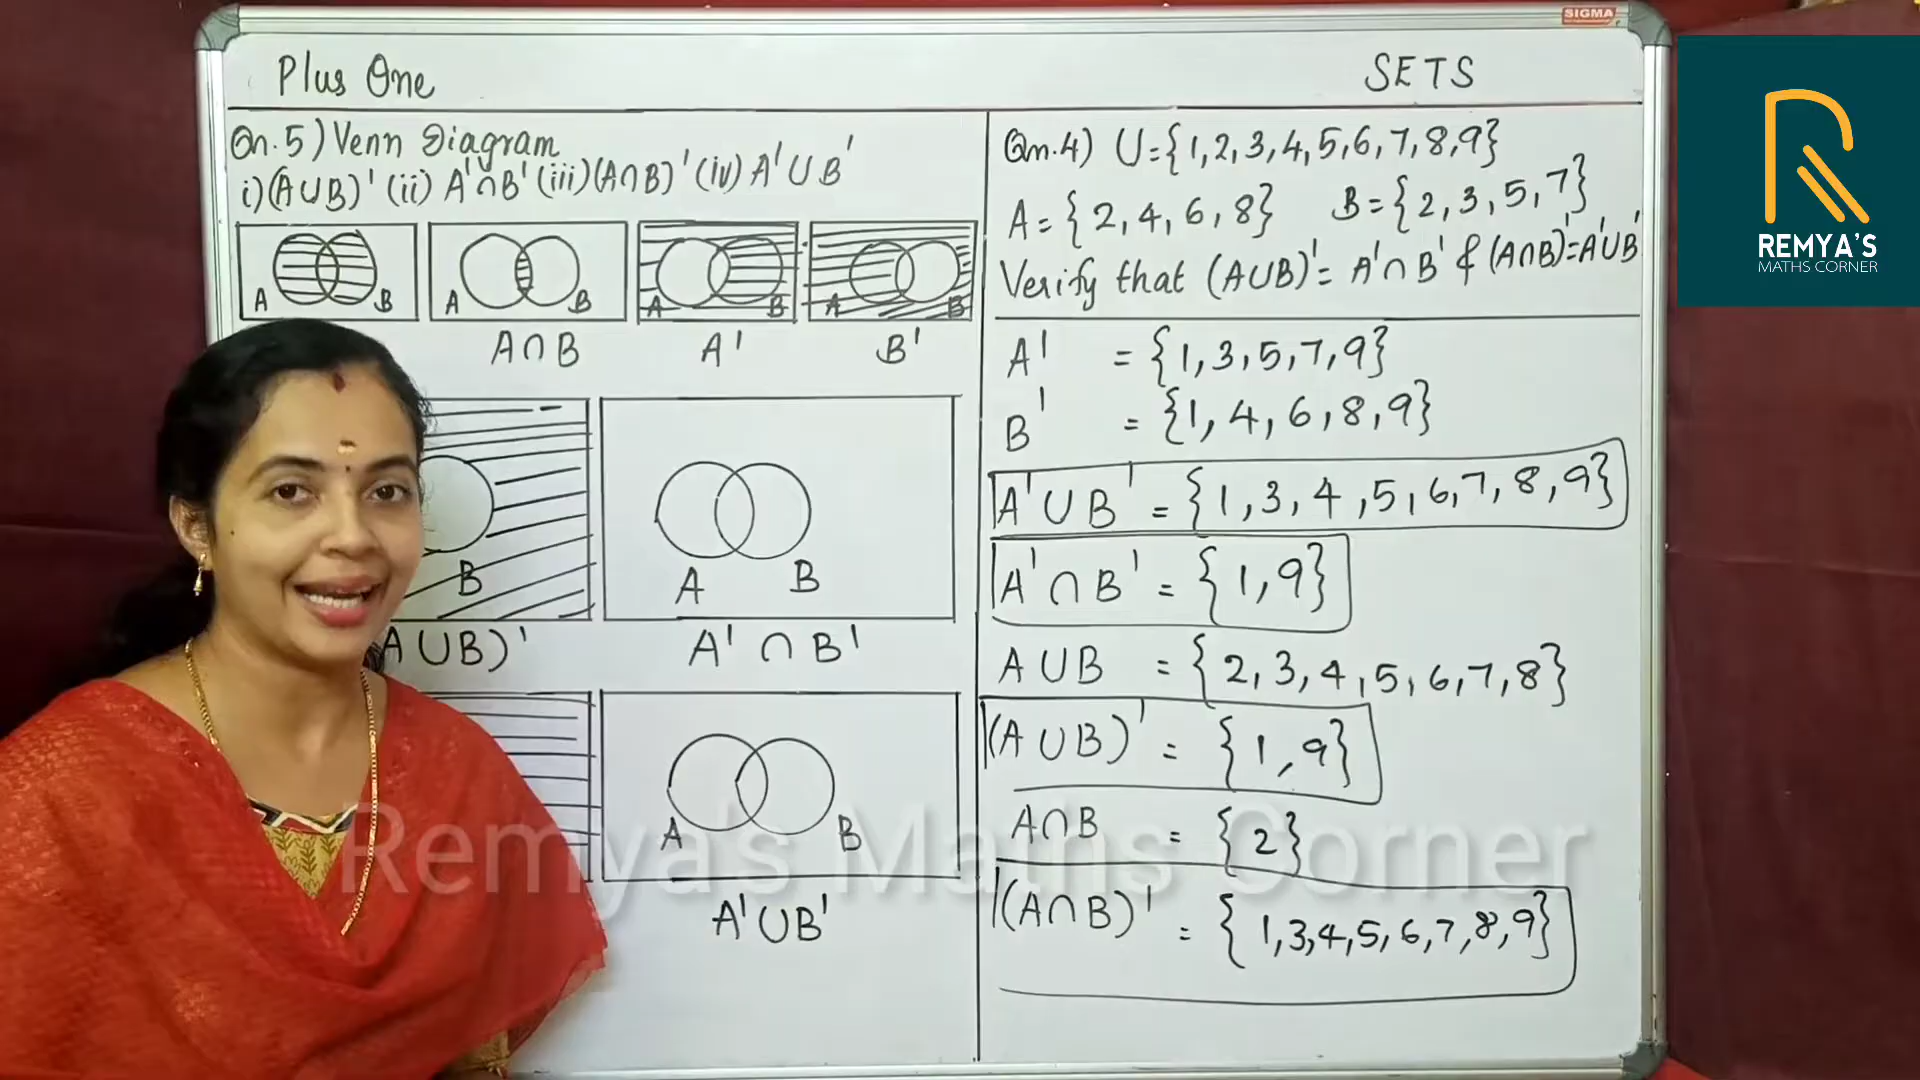 SIGMA
Plus One
SETS
Qn.5) Venn Diagram
i) (A∪B)' (ii) A'∩B' (iii) (A∩B)' (iv) A'∪B'
A B
A B
A B
A B
A∩B
A'
B'
B
A B
A∪B)'
A' ∩ B'
A B
A'∪B'
Qn.4) U={1,2,3,4,5,6,7,8,9}
A={2,4,6,8} B={2,3,5,7}
Verify that (A∪B)'= A'∩B' & (A∩B)'=A'∪B'
A' = {1,3,5,7,9}
B' = {1,4,6,8,9}
A'∪B' = {1,3,4,5,6,7,8,9}
A'∩B' = {1,9}
A∪B = {2,3,4,5,6,7,8}
(A∪B)' = {1,9}
A∩B = {2}
(A∩B)' = {1,3,4,5,6,7,8,9}
REMYA'S
MATHS CORNER
Remya's Maths Corner